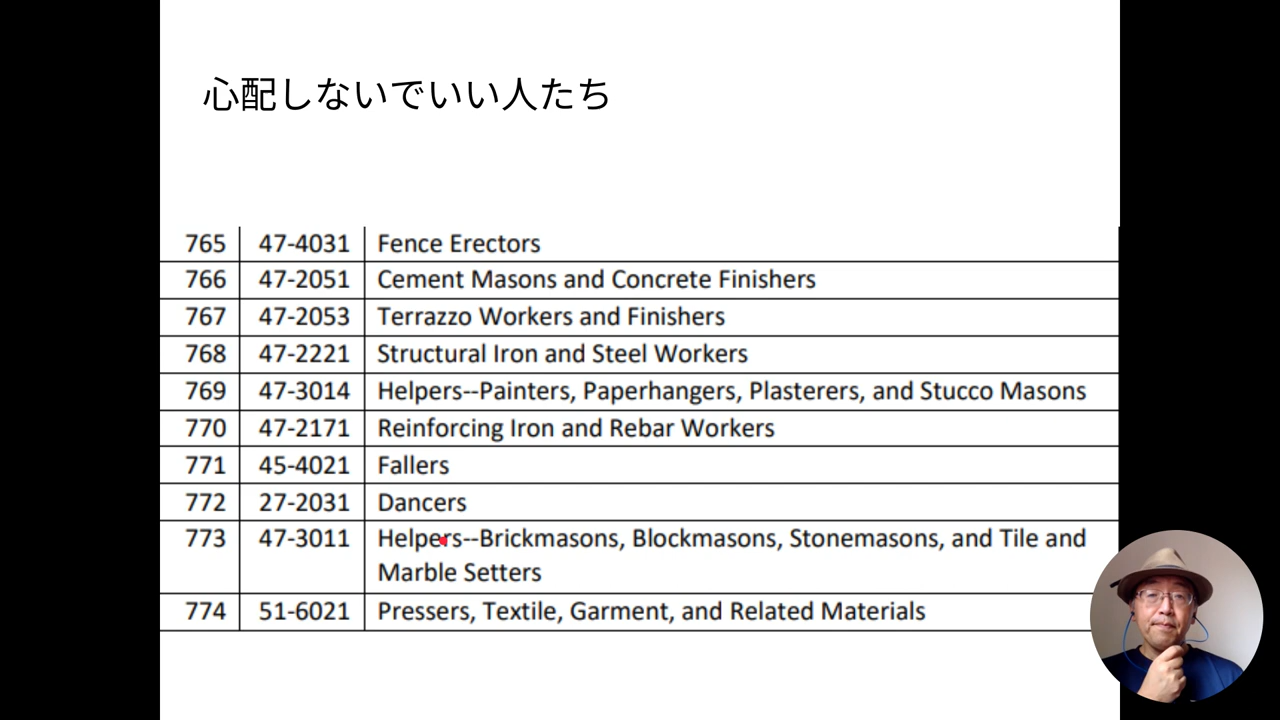 心配しないでいい人たち
765 47-4031 Fence Erectors
766 47-2051 Cement Masons and Concrete Finishers
767 47-2053 Terrazzo Workers and Finishers
768 47-2221 Structural Iron and Steel Workers
769 47-3014 Helpers--Painters, Paperhangers, Plasterers, and Stucco Masons
770 47-2171 Reinforcing Iron and Rebar Workers
771 45-4021 Fallers
772 27-2031 Dancers
773 47-3011 Helpers--Brickmasons, Blockmasons, Stonemasons, and Tile and
Marble Setters
774 51-6021 Pressers, Textile, Garment, and Related Materials